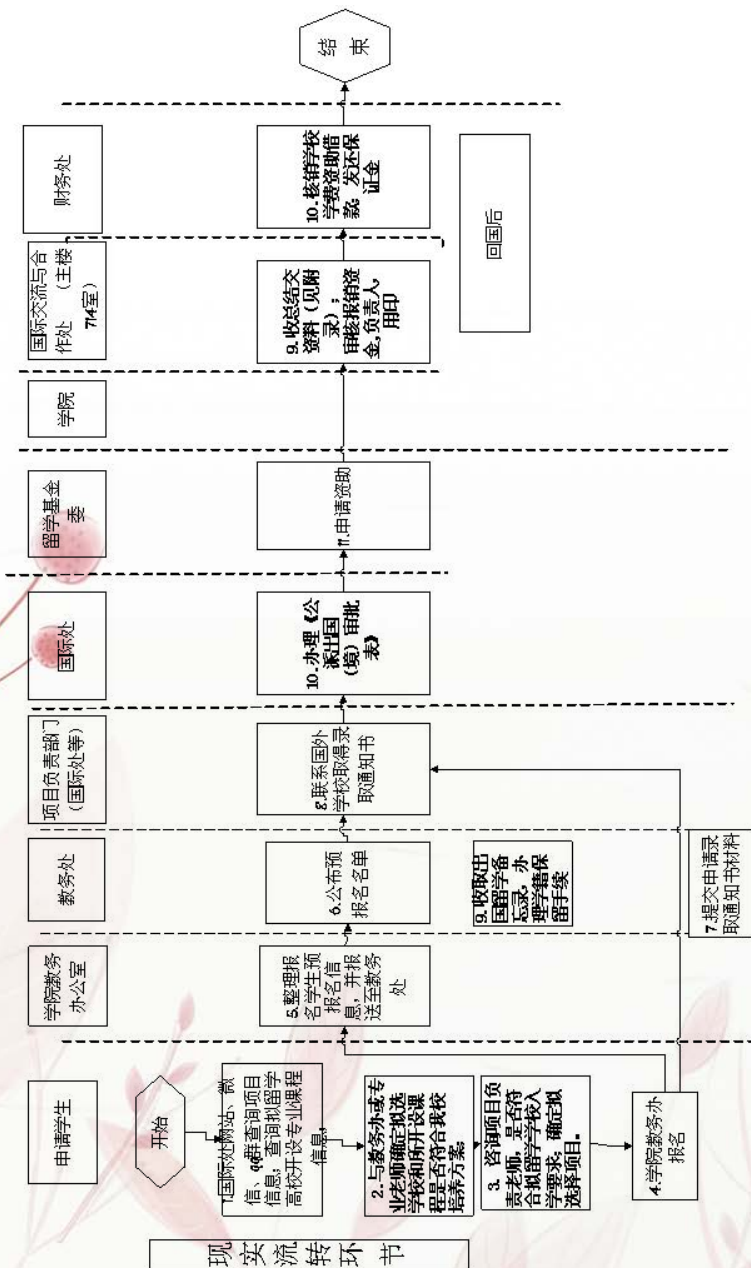 现实流转环节
申请学生
学院教务
办公室
教务处
项目负责部门
（国际处等）
国际处
留学基金
委
学院
国际交流与合
作处 （主楼
714室）
财务处
开始
1.国际处网站、微
信、qq群查询项目
信息，查询拟留学
高校开设专业课程
信息，
2.与教务办或专
业老师确定拟选
学校和所开设课
程是否符合我校
培养方案。
3. 咨询项目负
责老师，是否符
合拟留学学校入
学要求，确定拟
选择项目。
4.学院教务办
报名
5.整理报
名学生预
报名信
息，并报
送至教务
处
6.公布预
报名名单
7.提交申请录
取通知书材料
8.联系国外
学校取得录
取通知书
9.收取出
国留学备
忘录，办
理学籍保
留手续
10.办理《公
派出国
（境）审批
表》
11.申请资助
9.收总结交
资料（见附
录）；
审核报销资
金,负责人,
用印
10.核销学校
学费资助借
款，发还保
证金
回国后
结
束